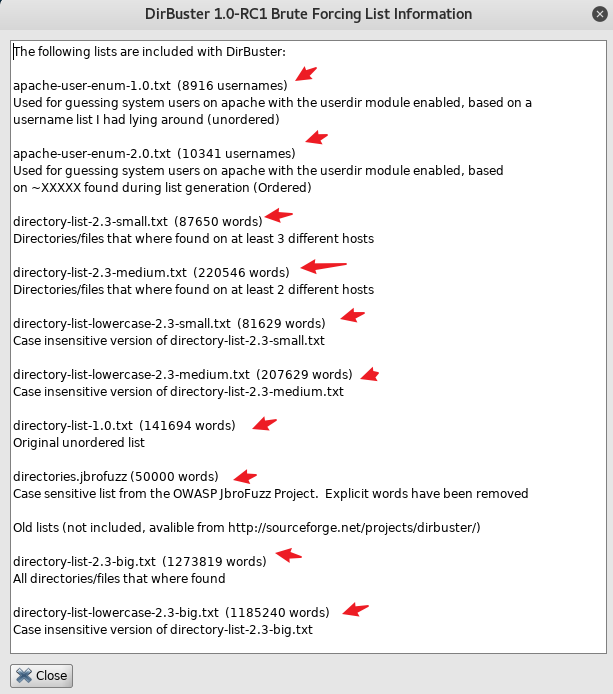 DirBuster 1.0-RC1 Brute Forcing List Information
The following lists are included with DirBuster:
apache-user-enum-1.0.txt (8916 usernames)
Used for guessing system users on apache with the userdir module enabled, based on a
username list I had lying around (unordered)
apache-user-enum-2.0.txt (10341 usernames)
Used for guessing system users on apache with the userdir module enabled, based
on ~XXXXX found during list generation (Ordered)
directory-list-2.3-small.txt (87650 words)
Directories/files that where found on at least 3 different hosts
directory-list-2.3-medium.txt (220546 words)
Directories/files that where found on at least 2 different hosts
directory-list-lowercase-2.3-small.txt (81629 words)
Case insensitive version of directory-list-2.3-small.txt
directory-list-lowercase-2.3-medium.txt (207629 words)
Case insensitive version of directory-list-2.3-medium.txt
directory-list-1.0.txt (141694 words)
Original unordered list
directories.jbrofuzz (50000 words)
Case sensitive list from the OWASP JbroFuzz Project. Explicit words have been removed
Old lists (not included, avalible from http://sourceforge.net/projects/dirbuster/)
directory-list-2.3-big.txt (1273819 words)
All directories/files that where found
directory-list-lowercase-2.3-big.txt (1185240 words)
Case insensitive version of directory-list-2.3-big.txt
Close